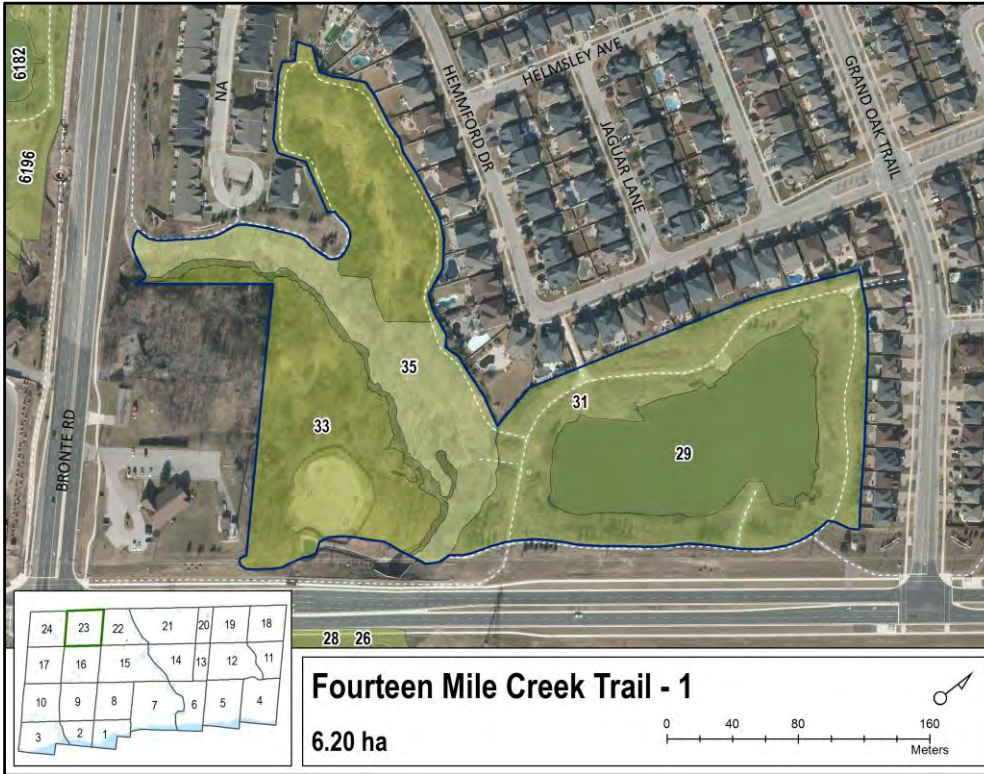 6182
6196
NA
HEMMFORD DR
HELMSLEY AVE
JAGUAR LANE
GRAND OAK TRAIL
BRONTE RD
35
33
31
29
28 26
24 23 22 21 20 19 18
17 16 15 14 13 12 11
10 9 8 7 6 5 4
3 2 1
Fourteen Mile Creek Trail - 1
6.20 ha
0 40 80 160
Meters